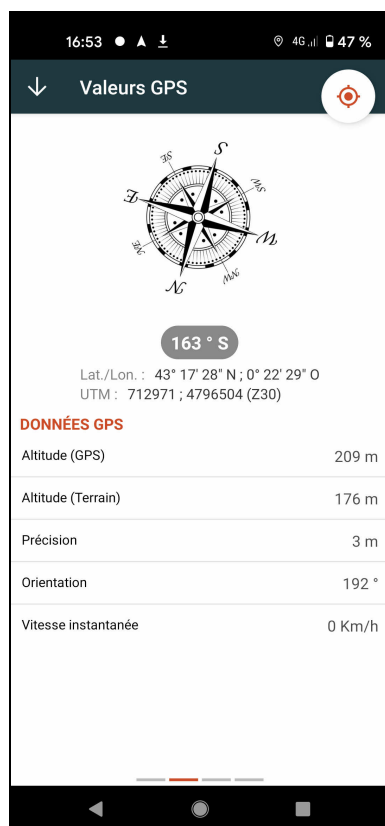 16:53 4G 47 %
Valeurs GPS
S
SE SW
E
W
NE
NW
N
163 ° S
Lat./Lon. : 43° 17' 28" N ; 0° 22' 29" O
UTM : 712971 ; 4796504 (Z30)
DONNÉES GPS
Altitude (GPS) 209 m
Altitude (Terrain) 176 m
Précision 3 m
Orientation 192 °
Vitesse instantanée 0 Km/h